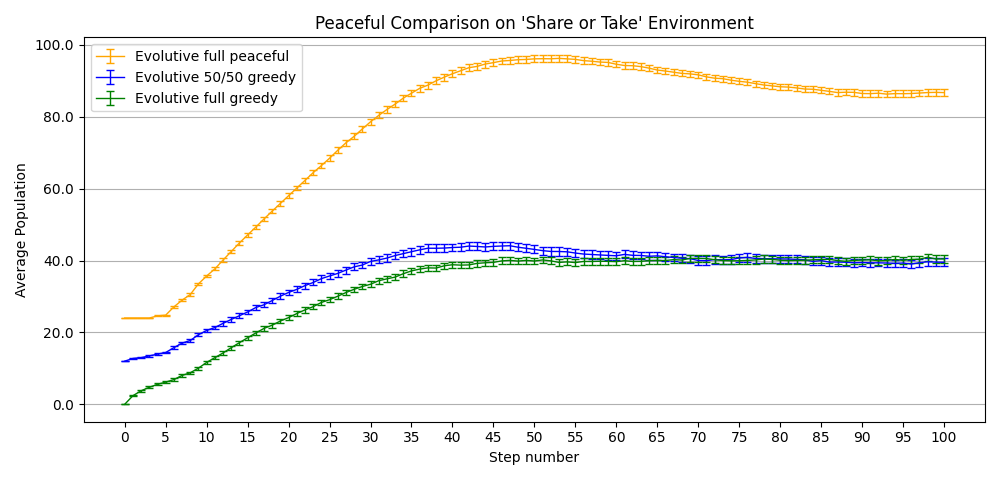 Peaceful Comparison on 'Share or Take' Environment
Evolutive full peaceful
Evolutive 50/50 greedy
Evolutive full greedy
Average Population
100.0
80.0
60.0
40.0
20.0
0.0
0 5 10 15 20 25 30 35 40 45 50 55 60 65 70 75 80 85 90 95 100
Step number